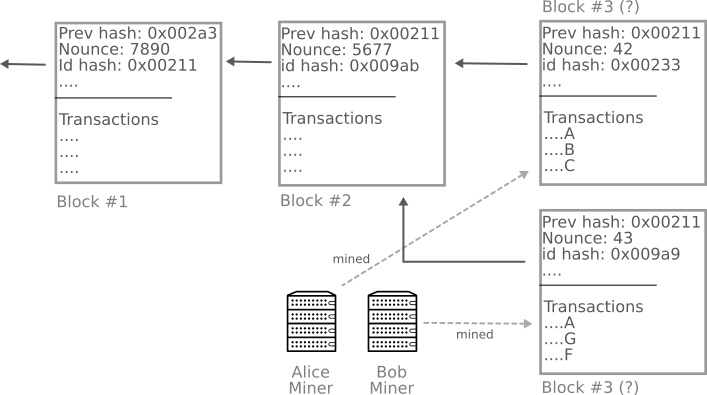 Prev hash: 0x002a3
Nounce: 7890
Id hash: 0x00211
....
Transactions
....
....
....
Block #1
Prev hash: 0x00211
Nounce: 5677
id hash: 0x009ab
....
Transactions
....
....
....
Block #2
Block #3 (?)
Prev hash: 0x00211
Nounce: 42
id hash: 0x00233
....
Transactions
....A
....B
....C
Prev hash: 0x00211
Nounce: 43
id hash: 0x009a9
....
Transactions
....A
....G
....F
Block #3 (?)
mined
mined
Alice
Miner
Bob
Miner